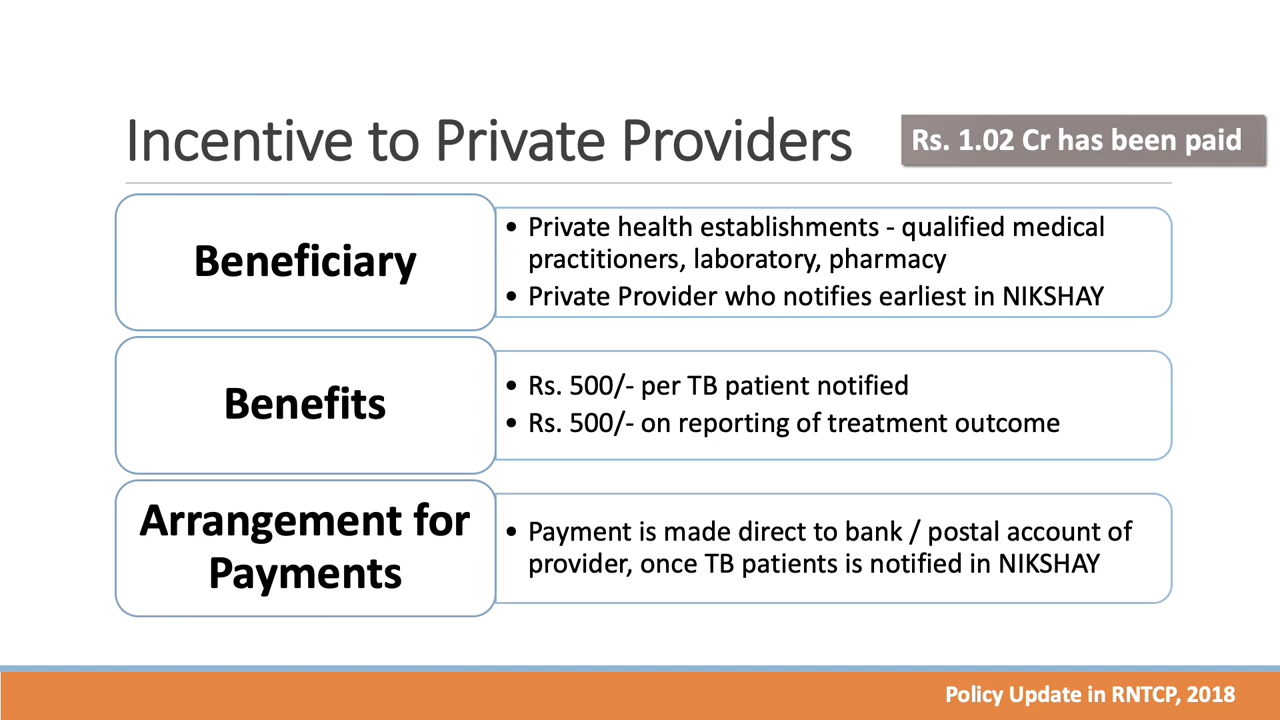 Incentive to Private Providers
Rs. 1.02 Cr has been paid
Beneficiary
• Private health establishments - qualified medical
practitioners, laboratory, pharmacy
• Private Provider who notifies earliest in NIKSHAY
Benefits
• Rs. 500/- per TB patient notified
• Rs. 500/- on reporting of treatment outcome
Arrangement for
Payments
• Payment is made direct to bank / postal account of
provider, once TB patients is notified in NIKSHAY
Policy Update in RNTCP, 2018